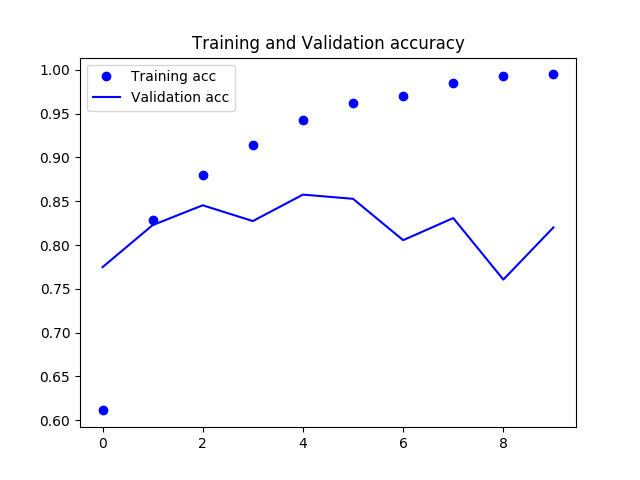 Training and Validation accuracy
Training acc
Validation acc
1.00
0.95
0.90
0.85
0.80
0.75
0.70
0.65
0.60
0 2 4 6 8